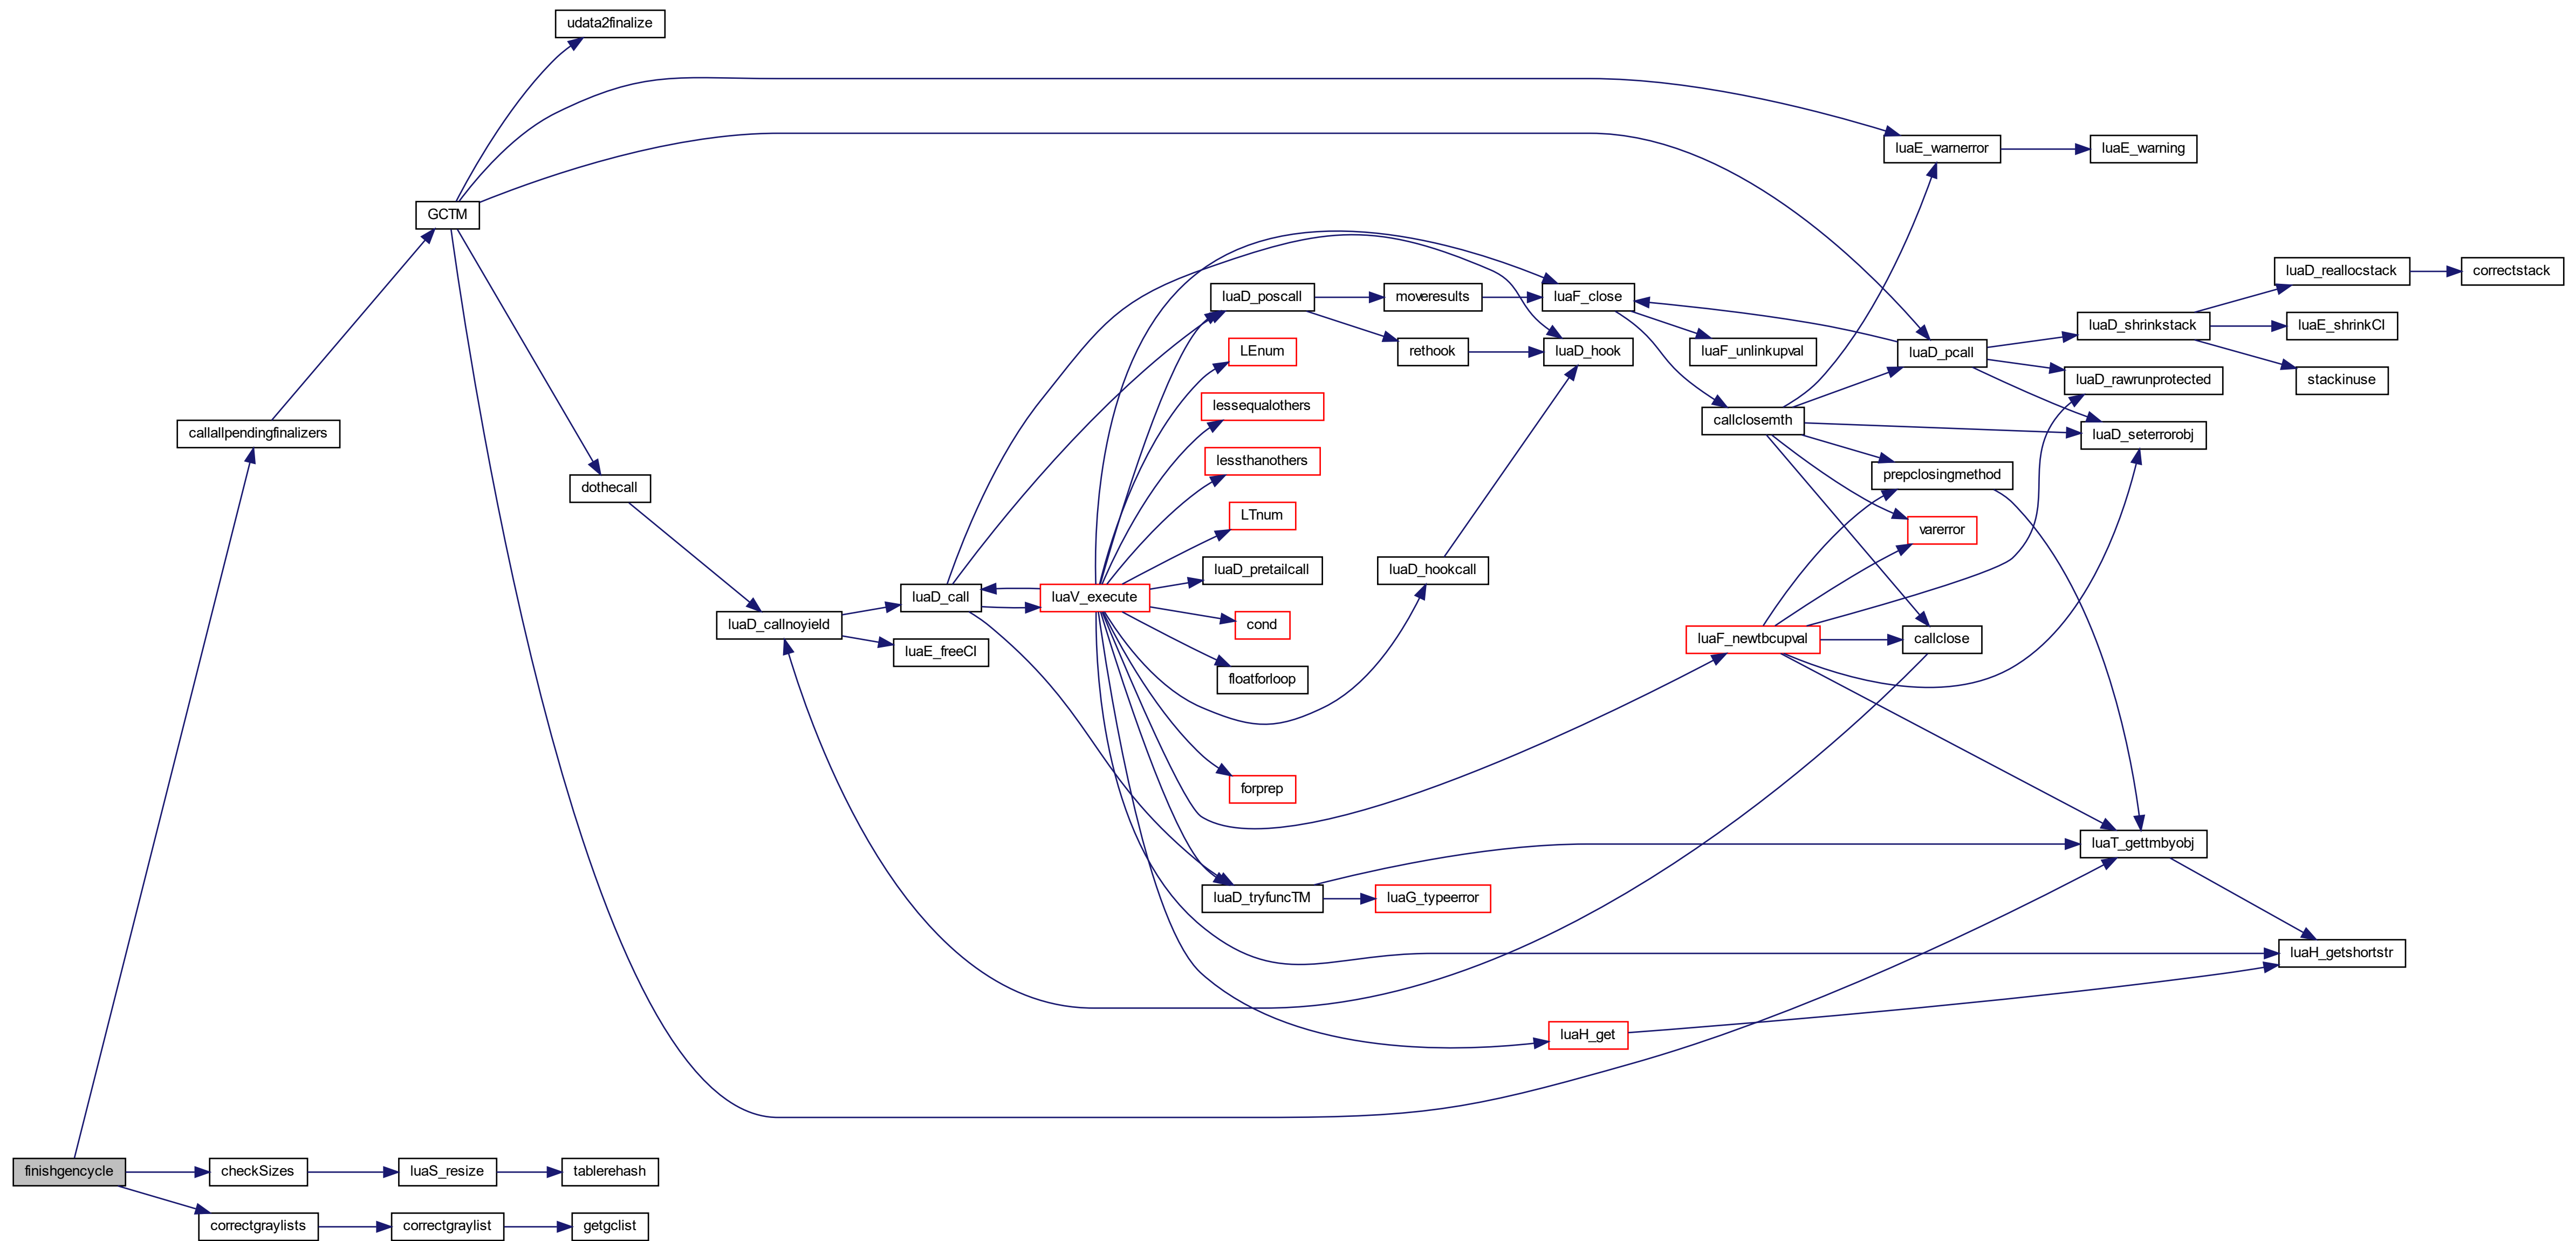 udata2finalize
luaE_warnerror
luaE_warning
GCTM
luaD_reallocstack
correctstack
luaD_poscall
moveresults
luaF_close
luaD_shrinkstack
luaE_shrinkCI
LEnum
rethook
luaD_hook
luaF_unlinkupval
luaD_pcall
luaD_rawrunprotected
stackinuse
lessequalothers
callclosemth
callallpendingfinalizers
luaD_seterrorobj
lessthanothers
prepclosingmethod
dothecall
LTnum
varerror
luaD_pretailcall
luaD_hookcall
luaD_call
luaV_execute
luaD_callnoyield
cond
luaF_newtbcupval
callclose
luaE_freeCI
floatforloop
forprep
luaT_gettmbyobj
luaD_tryfuncTM
luaG_typeerror
luaH_getshortstr
luaH_get
finishgencycle
checkSizes
luaS_resize
tablerehash
correctgraylists
correctgraylist
getgclist